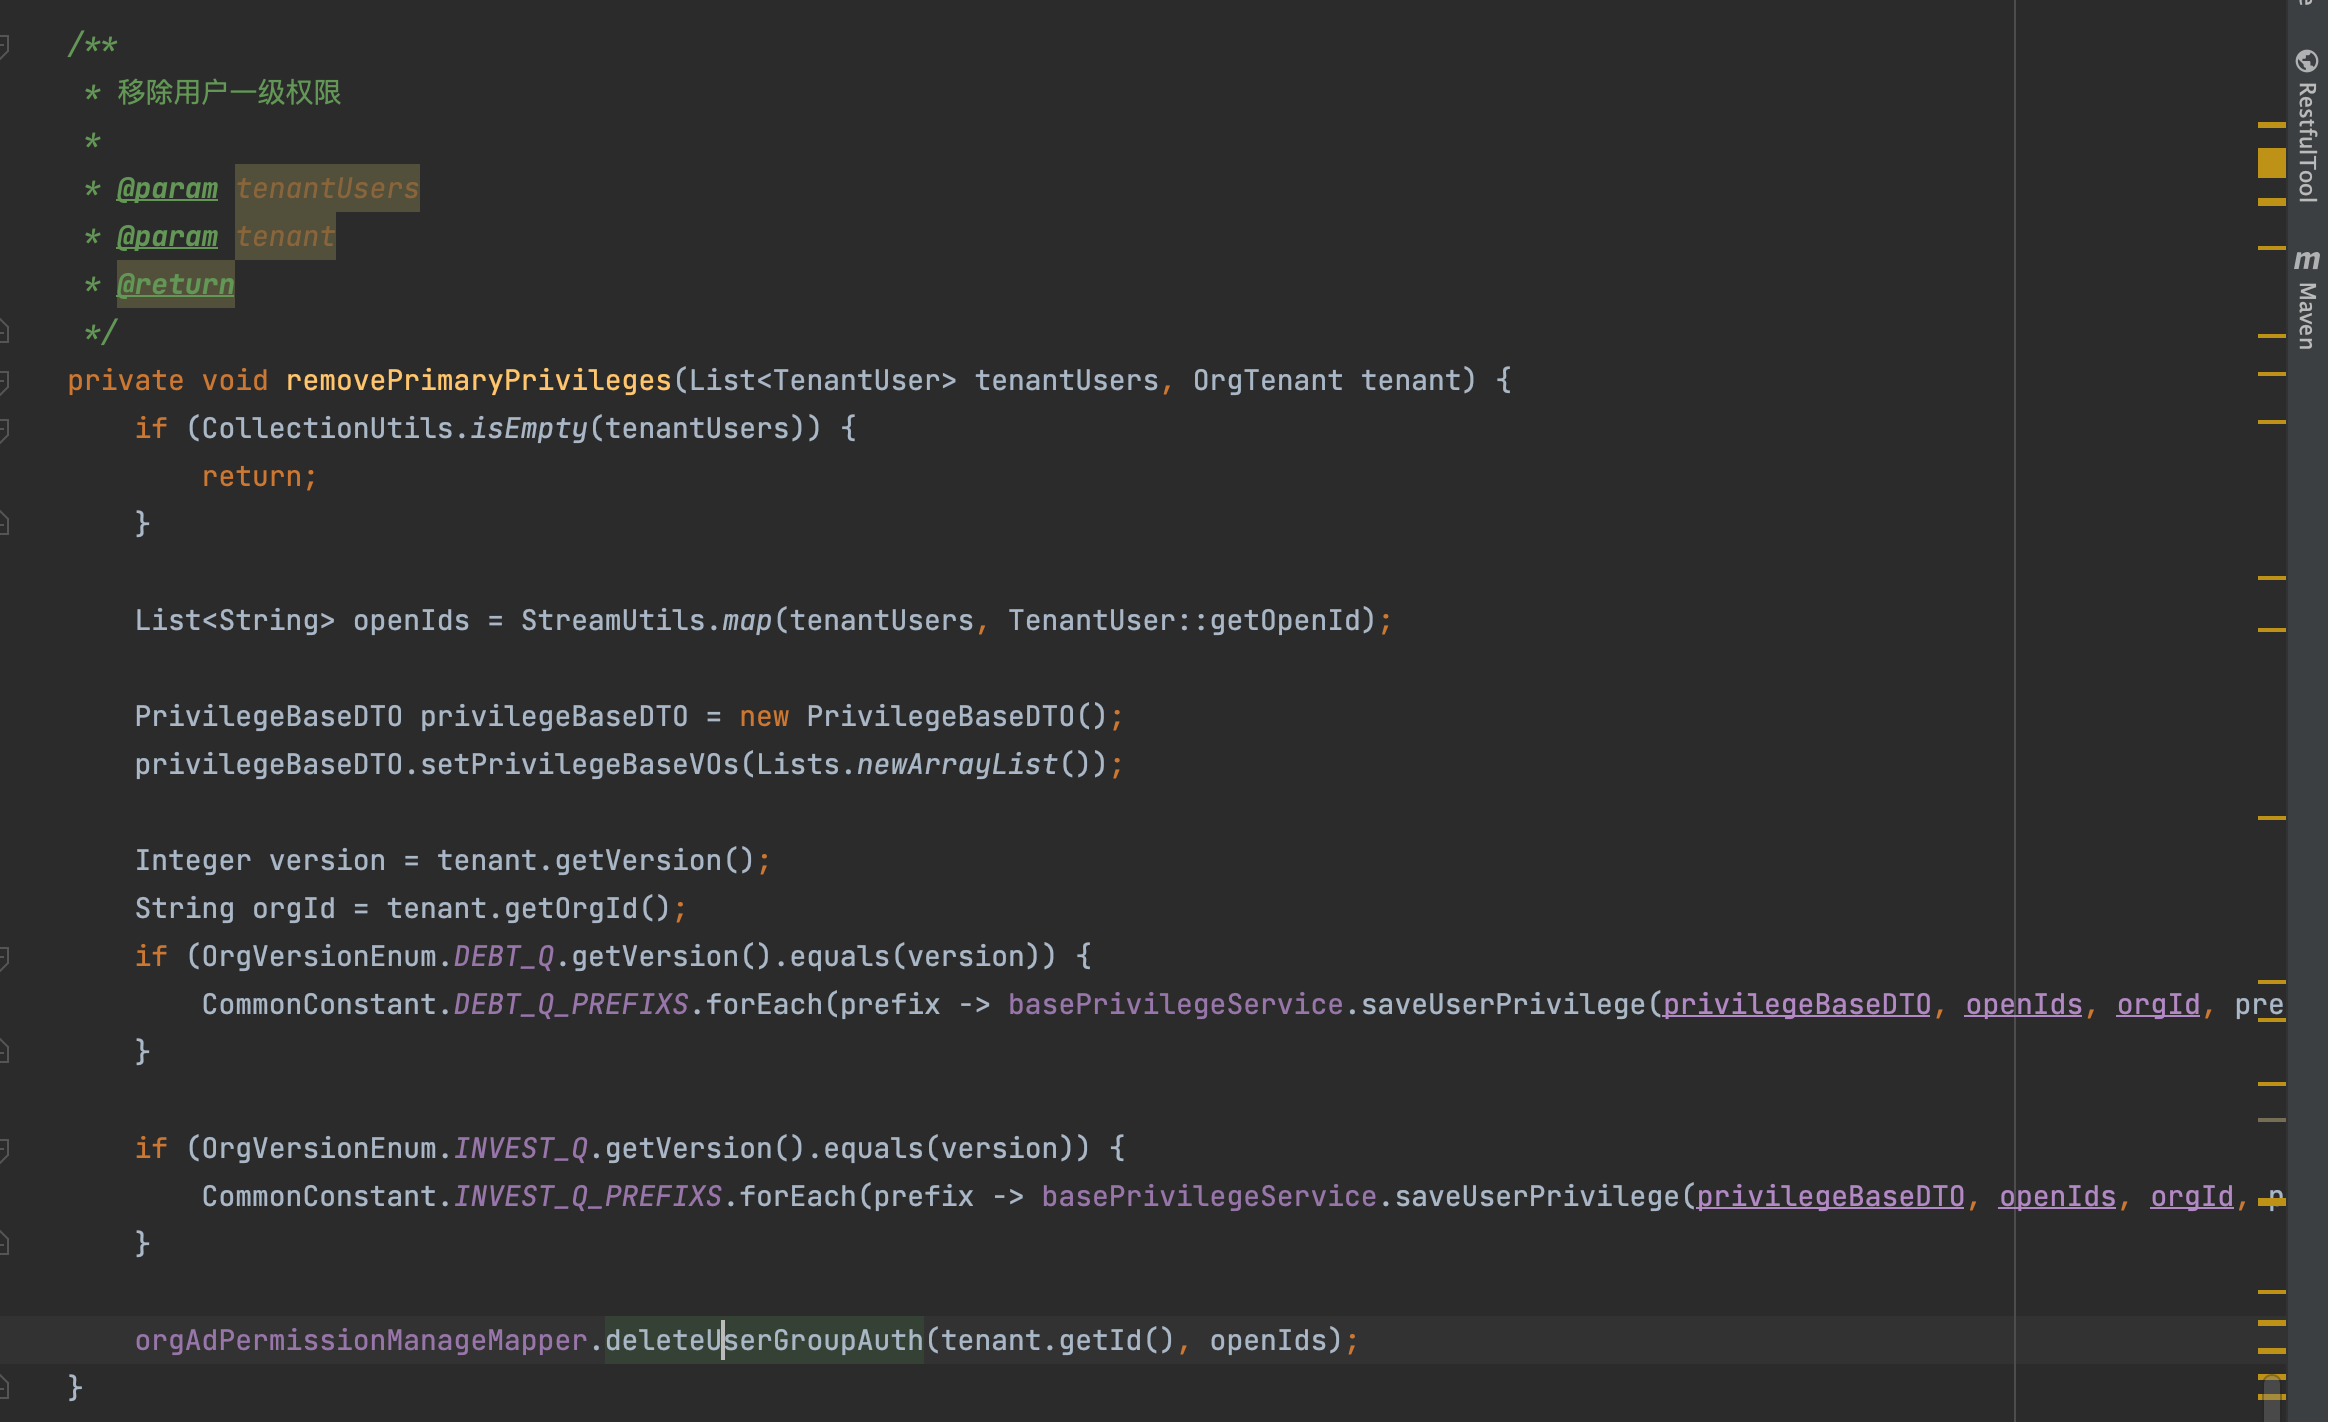 /**
 * 移除用户一级权限
 *
 * @param tenantUsers
 * @param tenant
 * @return
 */
private void removePrimaryPrivileges(List<TenantUser> tenantUsers, OrgTenant tenant) {
    if (CollectionUtils.isEmpty(tenantUsers)) {
        return;
    }
    List<String> openIds = StreamUtils.map(tenantUsers, TenantUser::getOpenId);
    PrivilegeBaseDTO privilegeBaseDTO = new PrivilegeBaseDTO();
    privilegeBaseDTO.setPrivilegeBaseVOs(Lists.newArrayList());
    Integer version = tenant.getVersion();
    String orgId = tenant.getOrgId();
    if (OrgVersionEnum.DEBT_Q.getVersion().equals(version)) {
        CommonConstant.DEBT_Q_PREFIXS.forEach(prefix -> basePrivilegeService.saveUserPrivilege(privilegeBaseDTO, openIds, orgId, pre
    }
    if (OrgVersionEnum.INVEST_Q.getVersion().equals(version)) {
        CommonConstant.INVEST_Q_PREFIXS.forEach(prefix -> basePrivilegeService.saveUserPrivilege(privilegeBaseDTO, openIds, orgId, p
    }
    orgAdPermissionManageMapper.deleteUserGroupAuth(tenant.getId(), openIds);
}
RestfulTool
m Maven